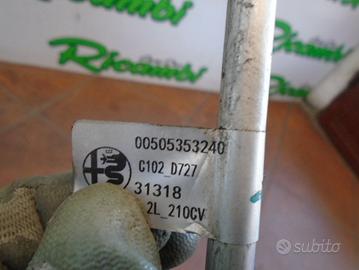 Ricambi
Ricambi
00505353240
C102_D727
31318
2L_210CV
subito